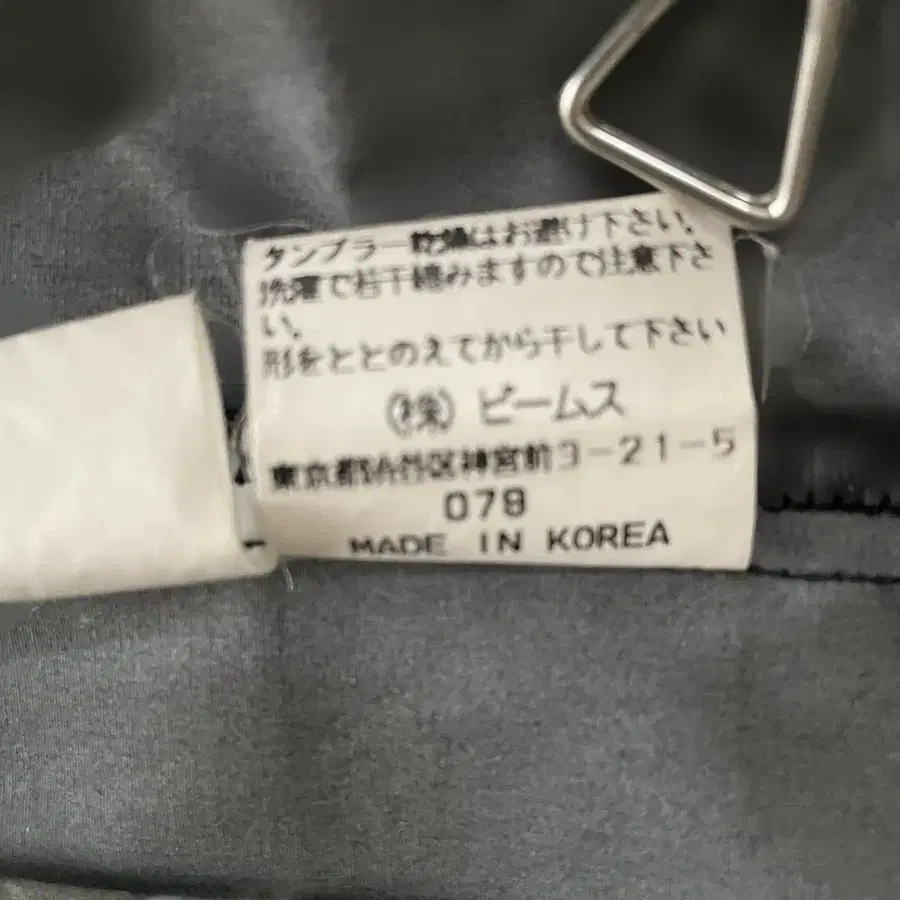 タンブラー乾燥はお避け下さい。
洗濯で若干縮みますので注意下さ
い。
形をととのえてから干して下さい
㈱ ビームス
東京都渋谷区神宮前3-21-5
079
MADE IN KOREA